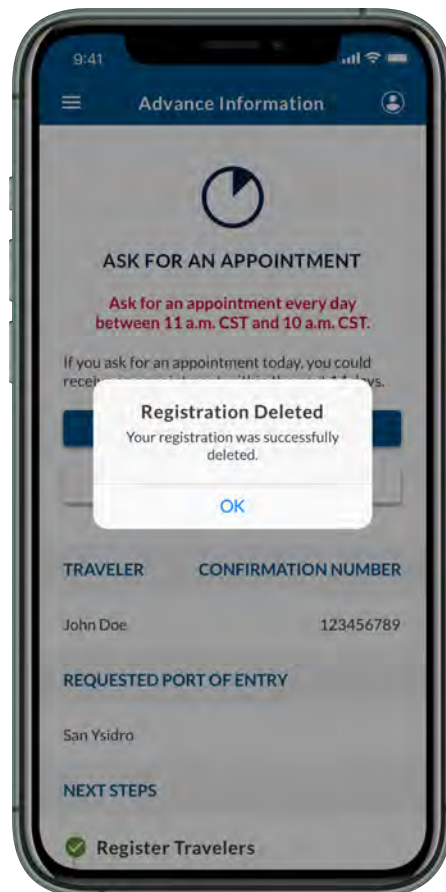 9:41
Advance Information
ASK FOR AN APPOINTMENT
Ask for an appointment every day
between 11 a.m. CST and 10 a.m. CST.
If you ask for an appointment today, you could
Registration Deleted
Your registration was successfully
deleted.
OK
TRAVELER CONFIRMATION NUMBER
John Doe 123456789
REQUESTED PORT OF ENTRY
San Ysidro
NEXT STEPS
Register Travelers